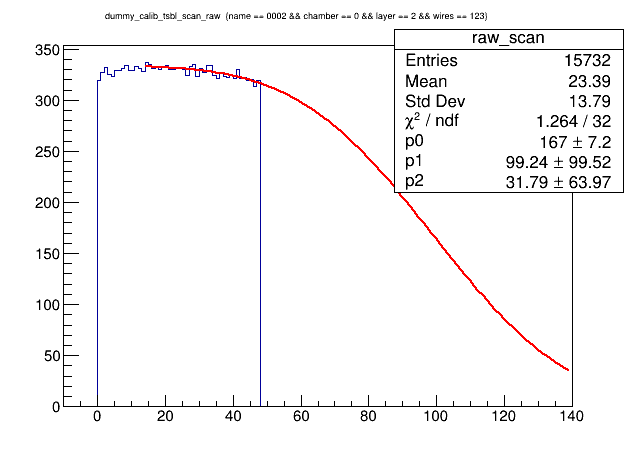 dummy_calib_tsbl_scan_raw (name == 0002 && chamber == 0 && layer == 2 && wires == 123)
raw_scan
Entries 15732
Mean 23.39
Std Dev 13.79
χ² / ndf 1.264 / 32
p0 167 ± 7.2
p1 99.24 ± 99.52
p2 31.79 ± 63.97
350
300
250
200
150
100
50
0
0 20 40 60 80 100 120 140